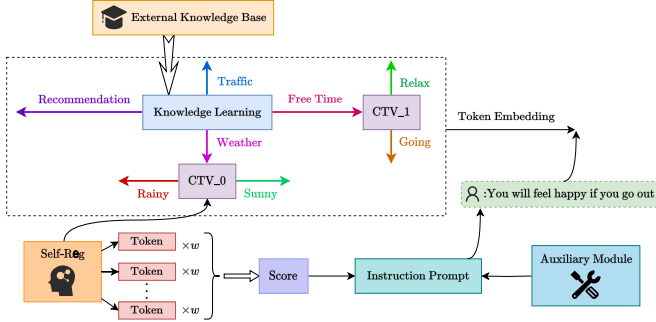 External Knowledge Base
Traffic
Relax
Recommendation
Knowledge Learning
Free Time
CTV_1
Token Embedding
Weather
Going
Rainy
CTV_0
Sunny
:You will feel happy if you go out
Self-Reg
Token ×w
Token ×w
Token ×w
Score
Instruction Prompt
Auxiliary Module